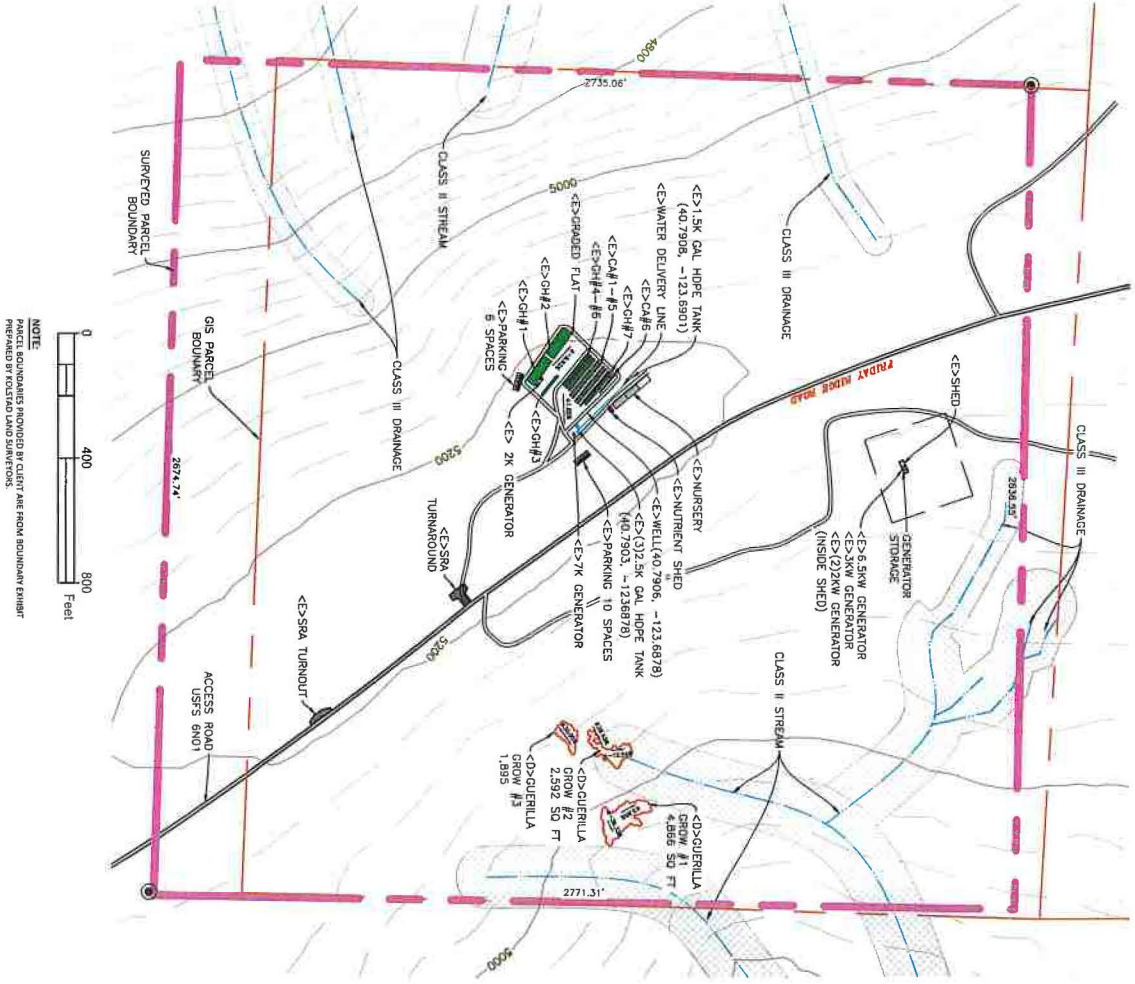 4800
2735.06'
CLASS II STREAM
5000
<E>1.5K GAL HDPE TANK
(40.7908, -123.6901)
<E>WATER DELIVERY LINE
<E>CA#6
<E>GH#7
<E>CA#1-#5
<E>GH#4-#6
<E>GRADED FLAT
<E>GH#2
<E>GH#1
<E>PARKING
6 SPACES
CLASS III DRAINAGE
SURVEYED PARCEL
BOUNDARY
GIS PARCEL
BOUNARY
CLASS III DRAINAGE
FRIDAY RIDGE ROAD
<E>SHED
CLASS III DRAINAGE
2636.55'
GENERATOR
STORAGE
<E>6.5KW GENERATOR
<E>3KW GENERATOR
<E>(2)2KW GENERATOR
(INSIDE SHED)
<E>NURSERY
<E>NUTRIENT SHED
<E>WELL(40.7906, -123.6878)
<E>(3)2.5K GAL HDPE TANK
(40.7903, -123.6878)
<E>PARKING 10 SPACES
<E>7K GENERATOR
<E>GH#3
<E> 2K GENERATOR
5200
2674.74'
<E>SRA
TURNAROUND
5200
<E>SRA TURNOUT
ACCESS ROAD
USFS 6N01
CLASS II STREAM
<D>GUERILLA
GROW #1
4,866 SQ FT
<D>GUERILLA
GROW #2
2,592 SQ FT
<D>GUERILLA
GROW #3
1,895
2771.31'
5000
0
400
800
Feet
NOTE:
PARCEL BOUNDARIES PROVIDED BY CLIENT ARE FROM BOUNDARY EXHIBIT
PREPARED BY KOLSTAD LAND SURVEYORS.